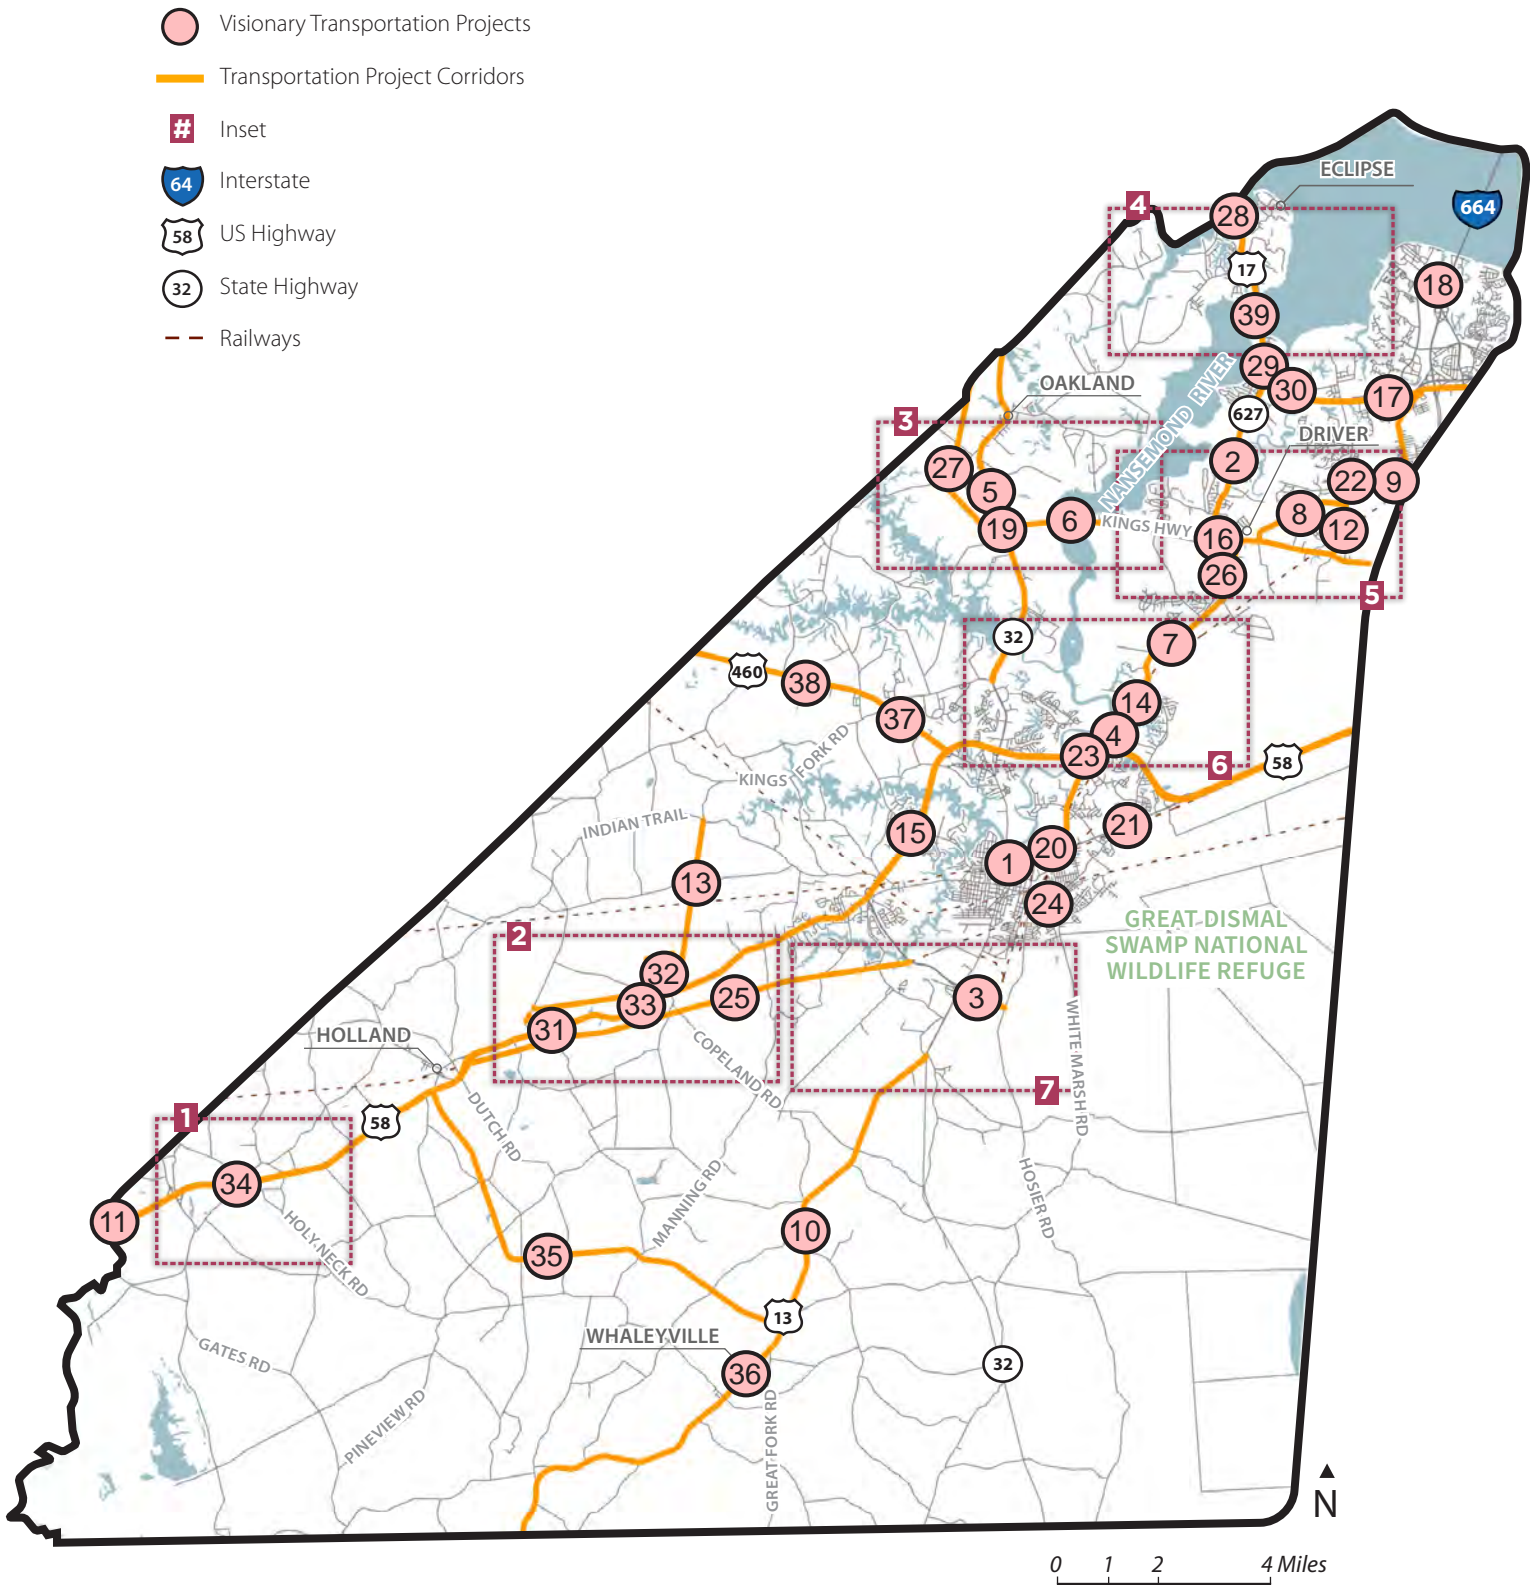 Visionary Transportation Projects
Transportation Project Corridors
# Inset
64 Interstate
58 US Highway
32 State Highway
Railways
ECLIPSE
664
4
28
17
18
39
29
30
17
OAKLAND
NANSEMOND RIVER
627
3
DRIVER
27
5
2
22
9
19
6
KINGS HWY
8
12
16
26
5
32
7
460
38
14
37
4
23
6
58
KINGS FORK RD
INDIAN TRAIL
15
21
20
1
13
24
GREAT DISMAL
SWAMP NATIONAL
WILDLIFE REFUGE
2
32
33
25
3
31
HOLLAND
COPELAND RD
WHITE MARSH RD
7
1
58
DUTCH RD
34
11
HOLY NECK RD
MANNING RD
HOSIER RD
10
35
13
WHALEYVILLE
32
36
GATES RD
PINEVIEW RD
GREAT FORK RD
N
0 1 2 4 Miles